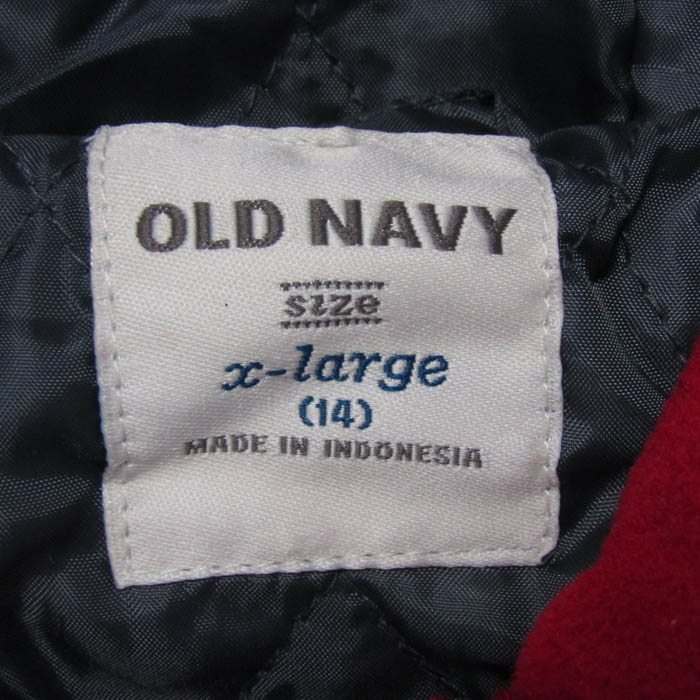 OLD NAVY
size
x-large
(14)
MADE IN INDONESIA